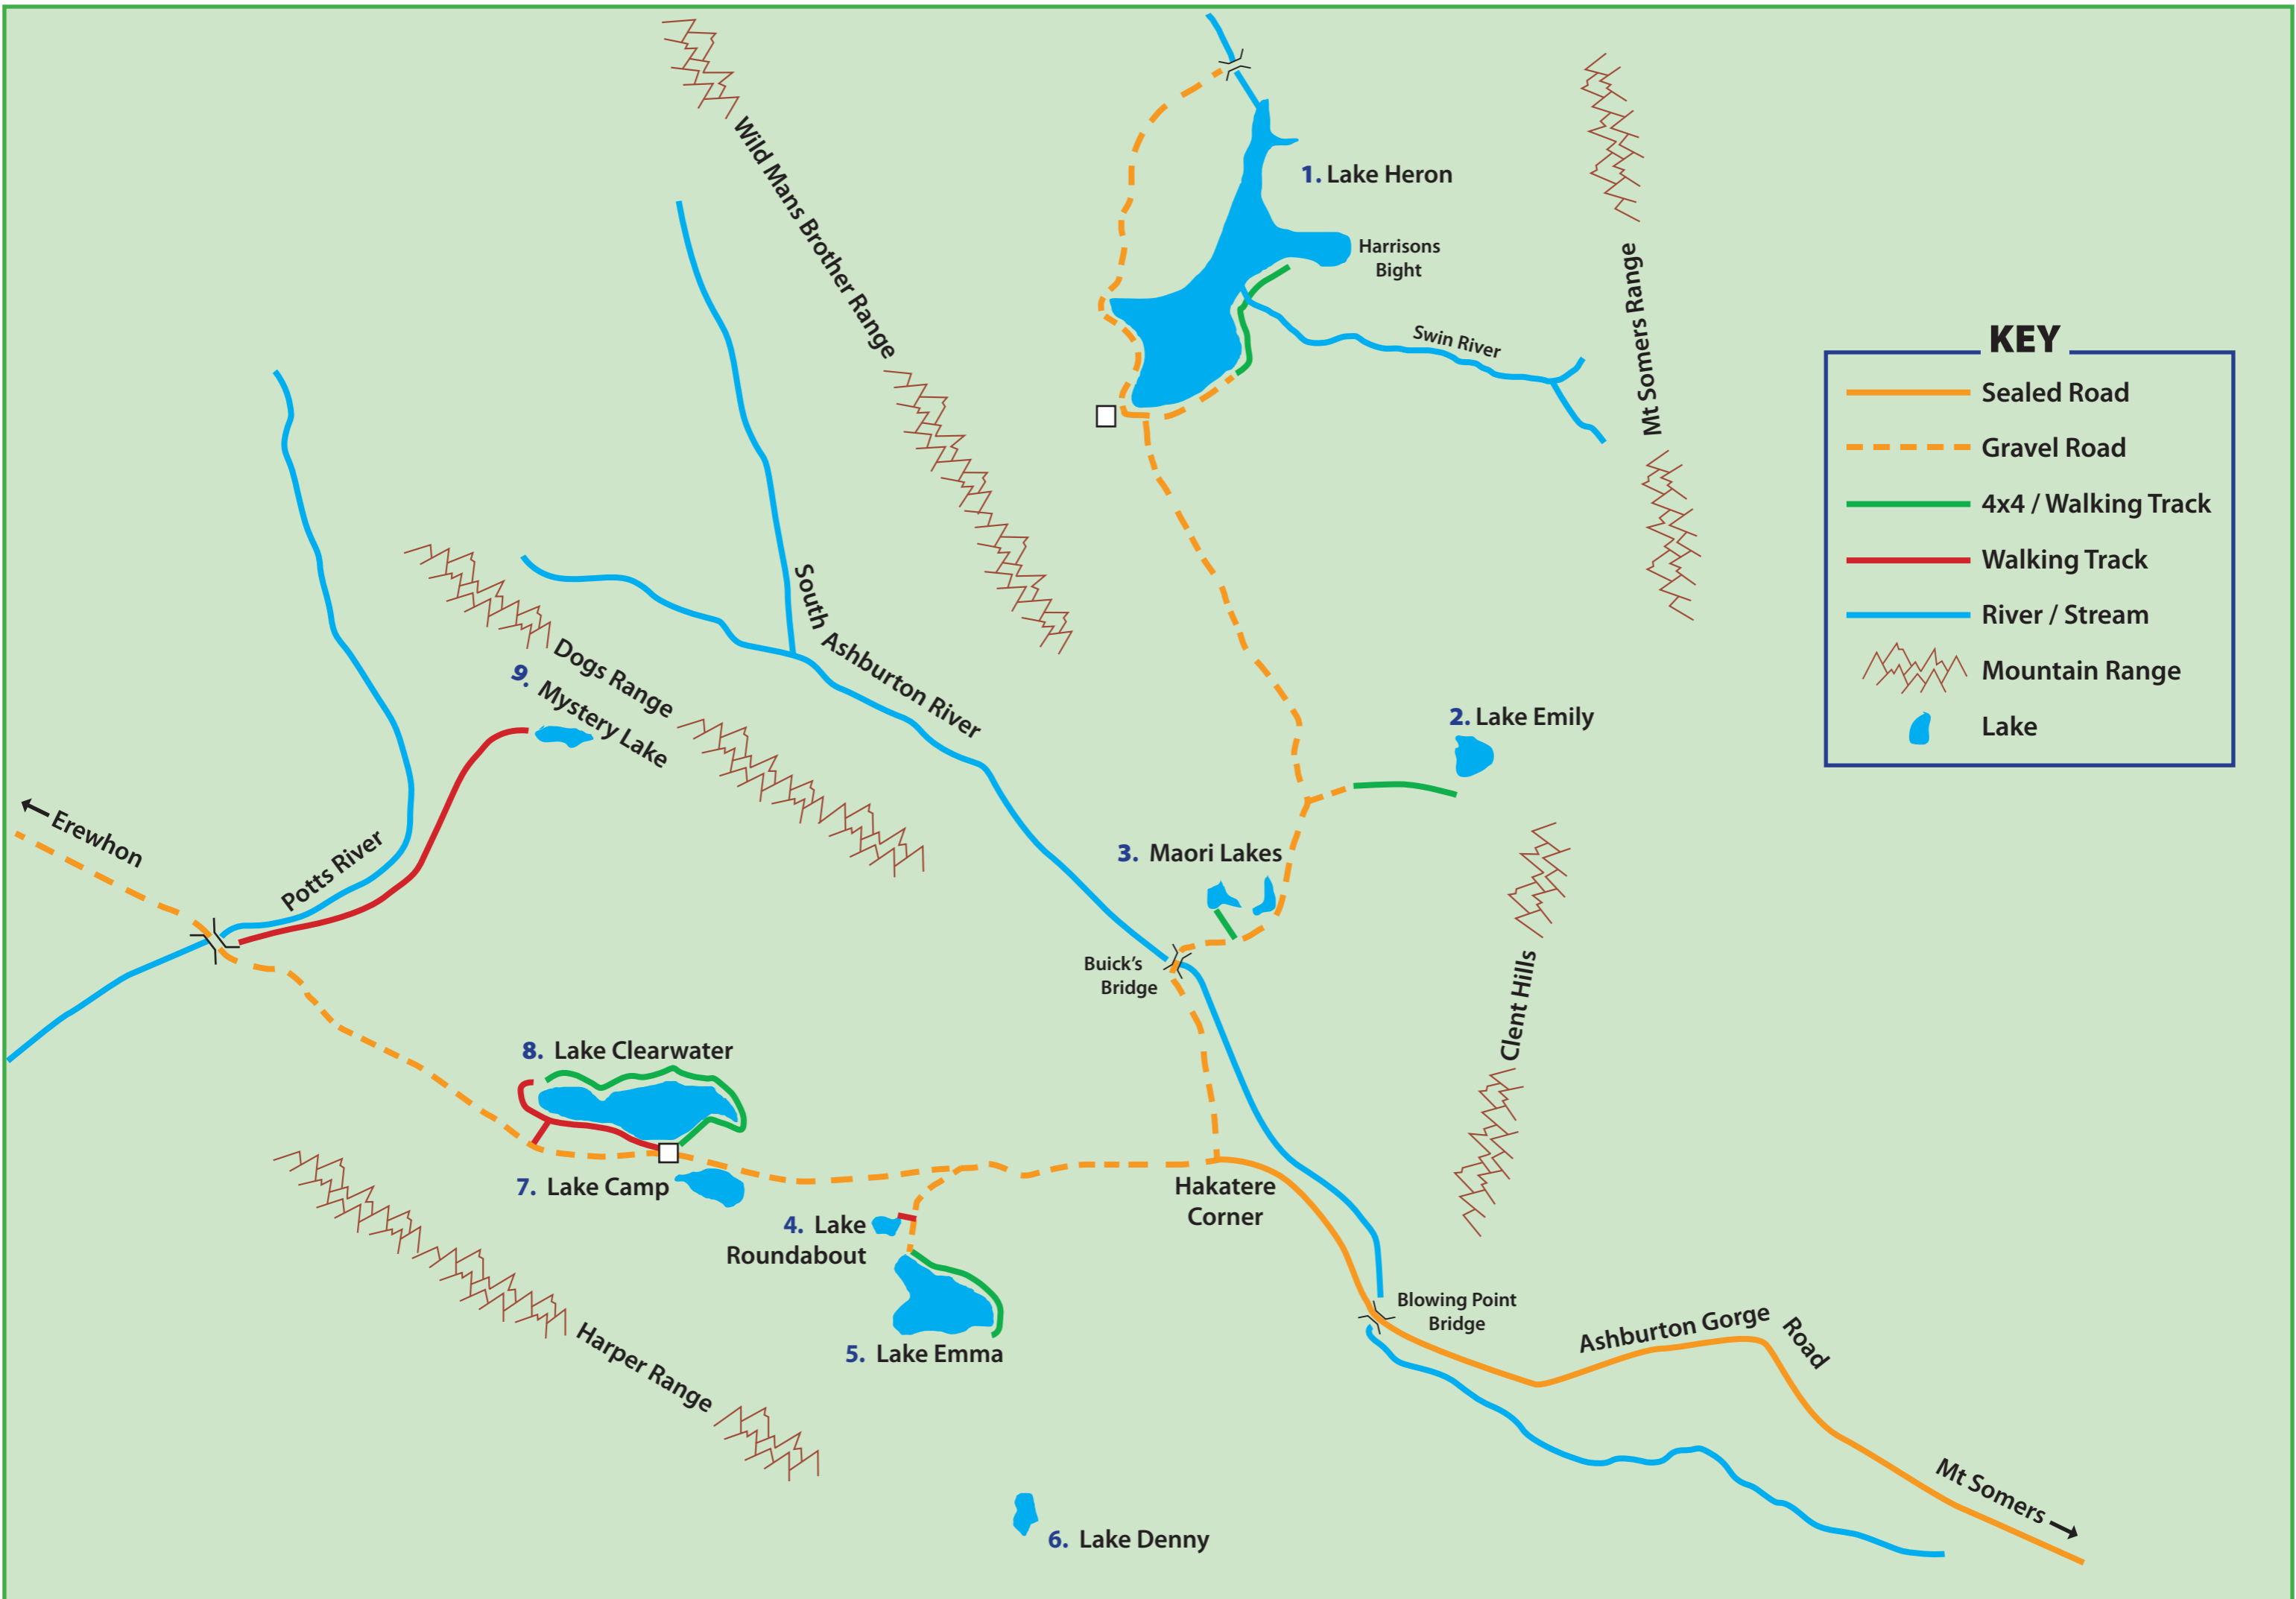 Wild Mans Brother Range
1. Lake Heron
Harrisons
Bight
Swin River
Mt Somers Range
KEY
Sealed Road
Gravel Road
4x4 / Walking Track
Walking Track
River / Stream
Mountain Range
Lake
South Ashburton River
Dogs Range
9. Mystery Lake
2. Lake Emily
Erewhon
Potts River
3. Maori Lakes
Buick's
Bridge
Clent Hills
8. Lake Clearwater
7. Lake Camp
Hakatere
Corner
4. Lake
Roundabout
5. Lake Emma
Blowing Point
Bridge
Ashburton Gorge Road
Harper Range
Mt Somers
6. Lake Denny